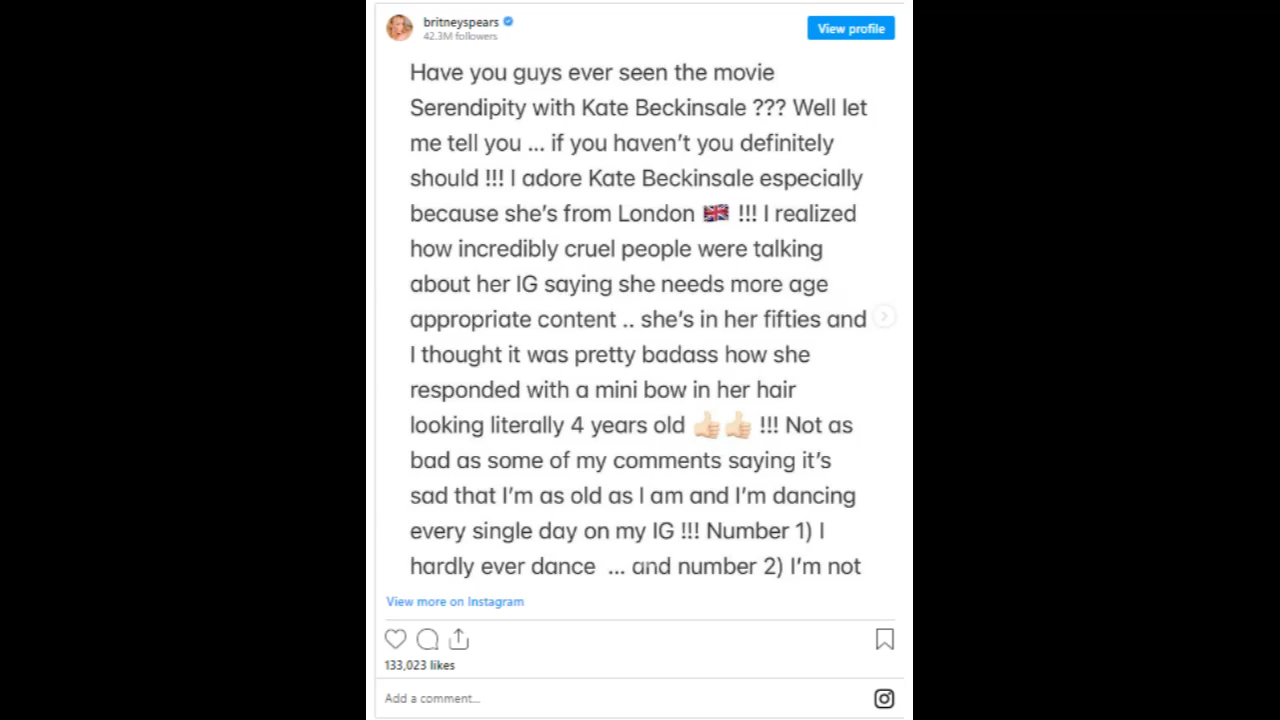 britneyspears
42.3M followers
View profile
Have you guys ever seen the movie
Serendipity with Kate Beckinsale ??? Well let
me tell you ... if you haven't you definitely
should !!! I adore Kate Beckinsale especially
because she's from London 🇬🇧 !!! I realized
how incredibly cruel people were talking
about her IG saying she needs more age
appropriate content .. she's in her fifties and
I thought it was pretty badass how she
responded with a mini bow in her hair
looking literally 4 years old 👍🏻👍🏻 !!! Not as
bad as some of my comments saying it's
sad that I'm as old as I am and I'm dancing
every single day on my IG !!! Number 1) I
hardly ever dance ... and number 2) I'm not
View more on Instagram
133,023 likes
Add a comment...